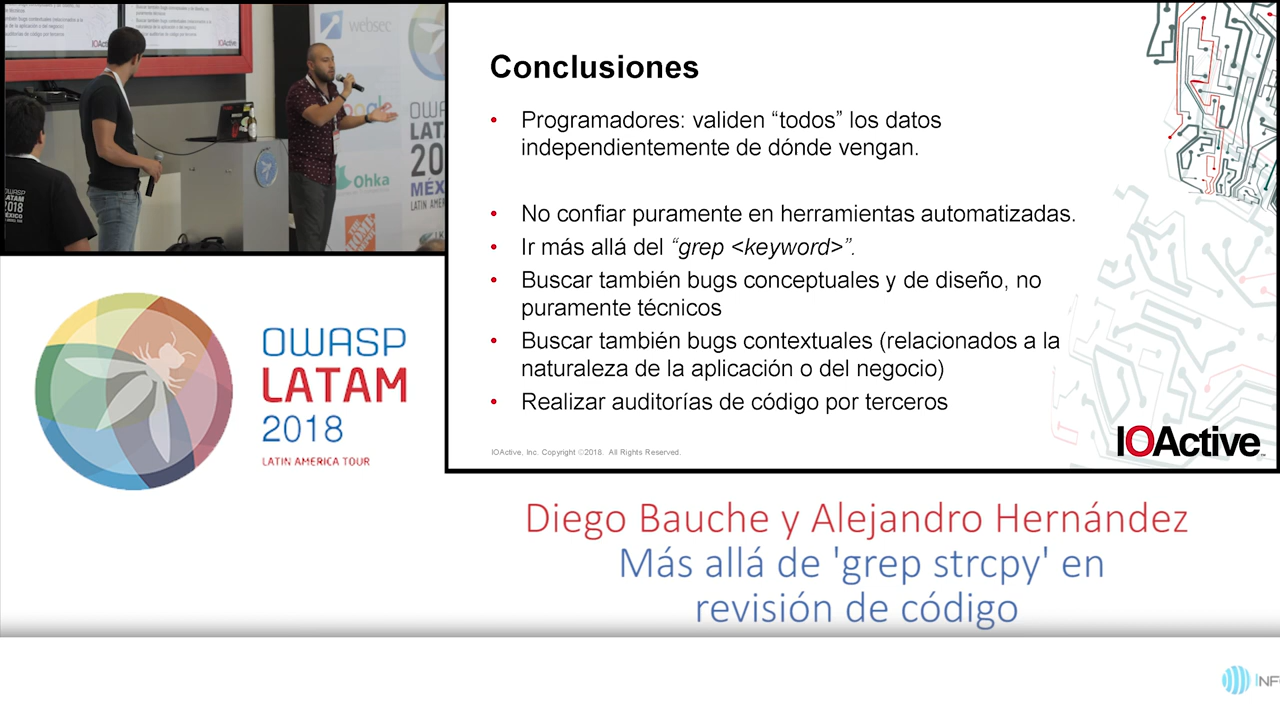 websec
IOActive
OWASP
LATAM
2018
MÉXICO
Ohka
OWASP
LATAM
2018
LATIN AMERICA TOUR
Conclusiones
• Programadores: validen “todos” los datos
independientemente de dónde vengan.
• No confiar puramente en herramientas automatizadas.
• Ir más allá del “grep <keyword>”.
• Buscar también bugs conceptuales y de diseño, no
puramente técnicos
• Buscar también bugs contextuales (relacionados a la
naturaleza de la aplicación o del negocio)
• Realizar auditorías de código por terceros
IOActive, Inc. Copyright ©2018. All Rights Reserved.
IOActive™
Diego Bauche y Alejandro Hernández
Más allá de 'grep strcpy' en
revisión de código